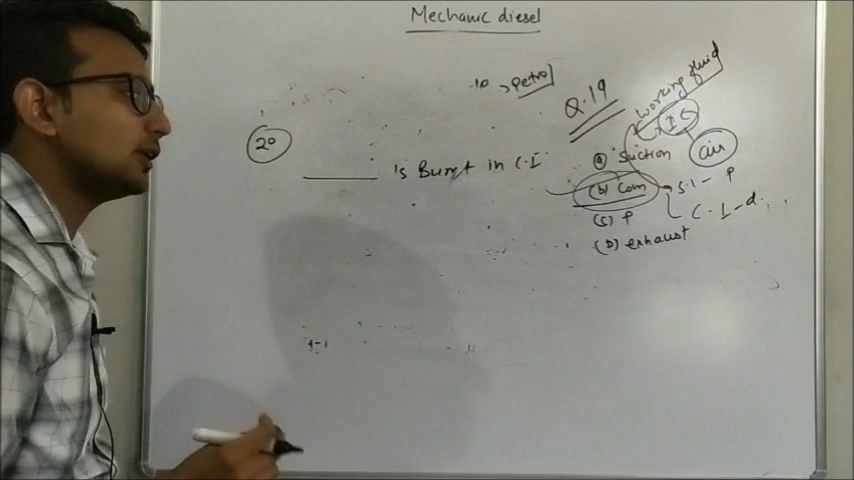 Mechanic diesel
10 → Petrol
Q.19
working fluid
I.C
air
20
_______ is Burnt in C.I
(a) Suction
(b) Com
S.I - P
C.I - d.
(c) P
(D) exhaust